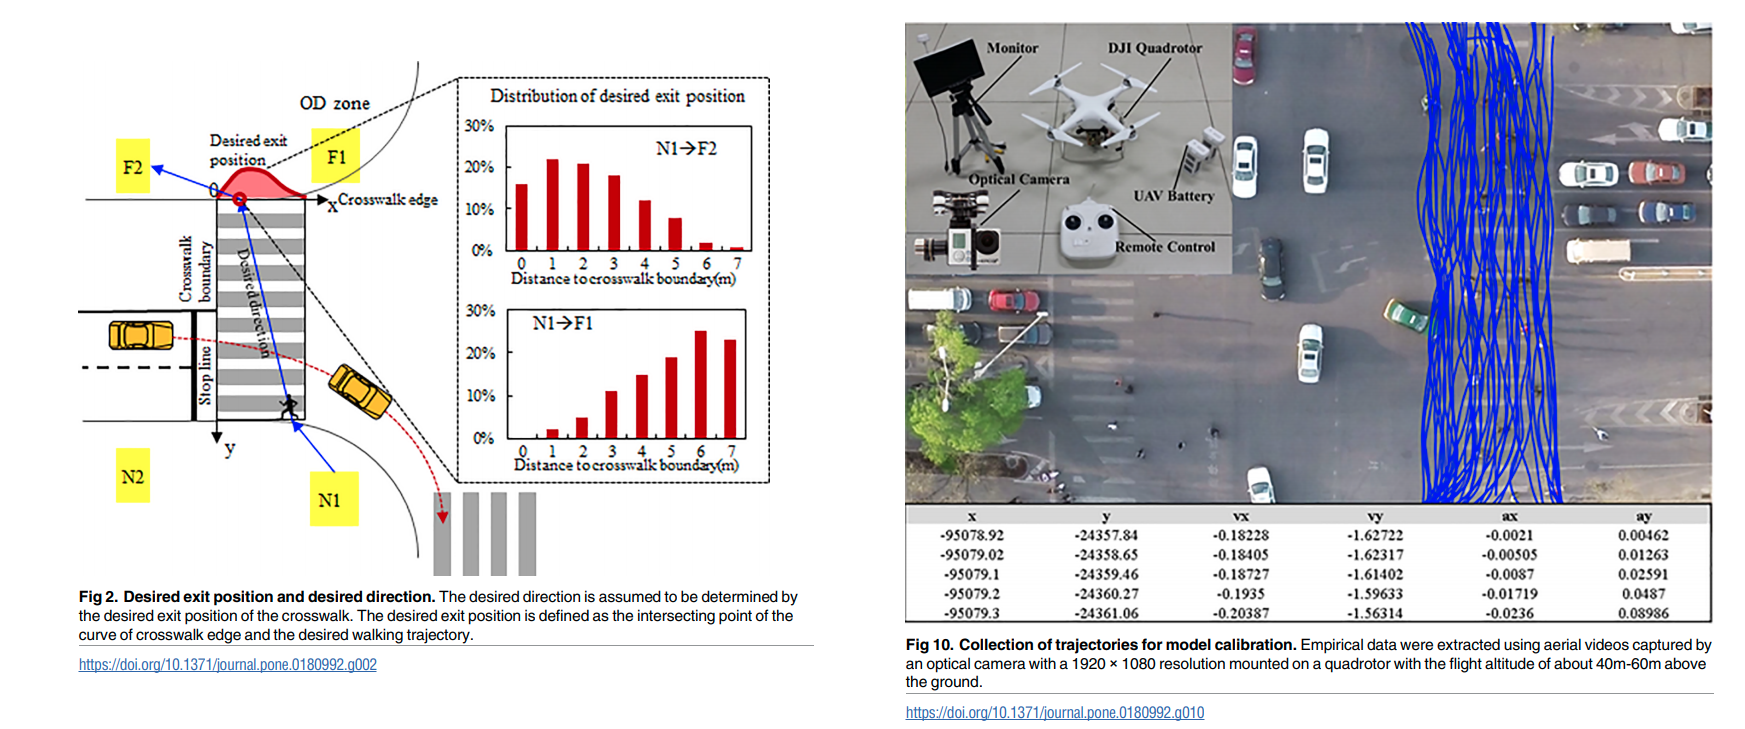 OD zone
Desired exit
position
F1
F2
0
x
Crosswalk edge
Crosswalk
boundary
Desired direction
Stop line
y
N2
N1
Distribution of desired exit position
30%
20%
10%
0%
N1→F2
0 1 2 3 4 5 6 7
Distance to crosswalk boundary(m)
30%
20%
10%
0%
N1→F1
0 1 2 3 4 5 6 7
Distance to crosswalk boundary(m)
Fig 2. Desired exit position and desired direction. The desired direction is assumed to be determined by
the desired exit position of the crosswalk. The desired exit position is defined as the intersecting point of the
curve of crosswalk edge and the desired walking trajectory.
https://doi.org/10.1371/journal.pone.0180992.g002
Monitor
DJI Quadrotor
Optical Camera
UAV Battery
Remote Control
x y vx vy ax ay
-95078.92 -24357.84 -0.18228 -1.62722 -0.0021 0.00462
-95079.02 -24358.65 -0.18405 -1.62317 -0.00505 0.01263
-95079.1 -24359.46 -0.18727 -1.61402 -0.0087 0.02591
-95079.2 -24360.27 -0.1935 -1.59633 -0.01719 0.0487
-95079.3 -24361.06 -0.20387 -1.56314 -0.0236 0.08986
Fig 10. Collection of trajectories for model calibration. Empirical data were extracted using aerial videos captured by
an optical camera with a 1920 × 1080 resolution mounted on a quadrotor with the flight altitude of about 40m-60m above
the ground.
https://doi.org/10.1371/journal.pone.0180992.g010